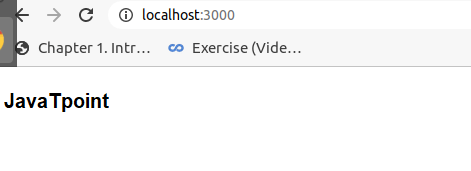 localhost:3000
Chapter 1. Intr… Exercise (Vide…
JavaTpoint